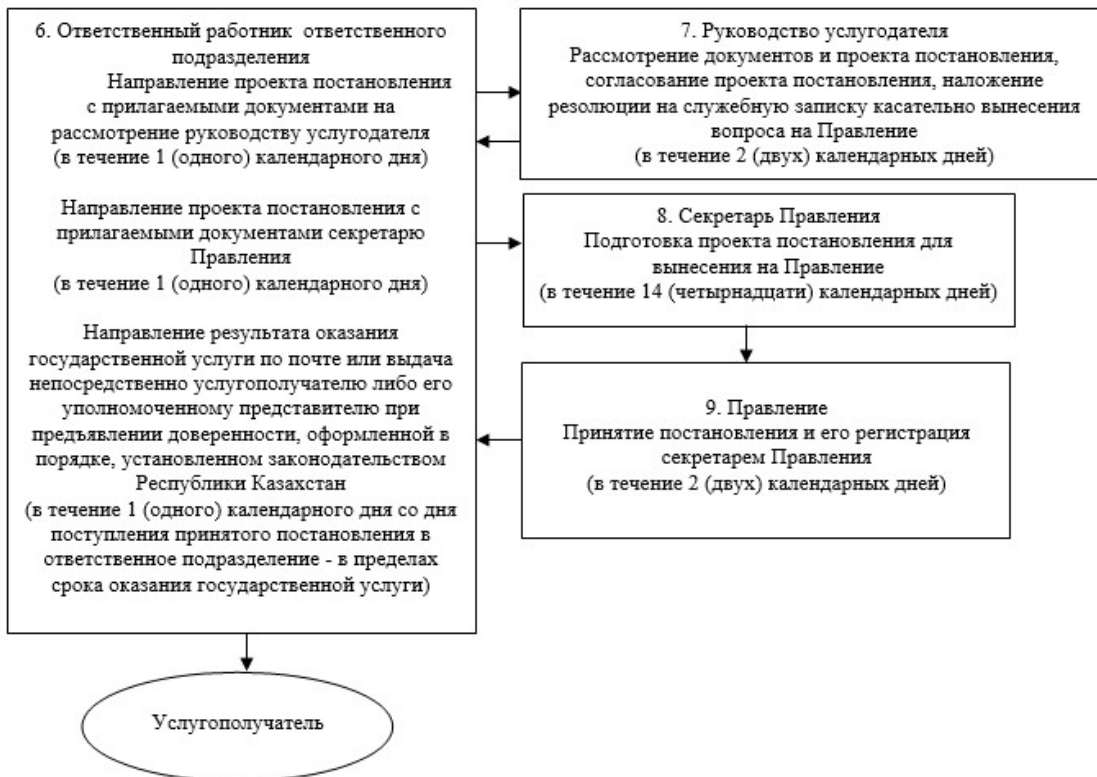 6. Ответственный работник ответственного
подразделения
Направление проекта постановления
с прилагаемыми документами на
рассмотрение руководству услугодателя
(в течение 1 (одного) календарного дня)
Направление проекта постановления с
прилагаемыми документами секретарю
Правления
(в течение 1 (одного) календарного дня)
Направление результата оказания
государственной услуги по почте или выдача
непосредственно услугополучателю либо его
уполномоченному представителю при
предъявлении доверенности, оформленной в
порядке, установленном законодательством
Республики Казахстан
(в течение 1 (одного) календарного дня со дня
поступления принятого постановления в
ответственное подразделение - в пределах
срока оказания государственной услуги)
7. Руководство услугодателя
Рассмотрение документов и проекта постановления,
согласование проекта постановления, наложение
резолюции на служебную записку касательно вынесения
вопроса на Правление
(в течение 2 (двух) календарных дней)
8. Секретарь Правления
Подготовка проекта постановления для
вынесения на Правление
(в течение 14 (четырнадцати) календарных дней)
9. Правление
Принятие постановления и его регистрация
секретарем Правления
(в течение 2 (двух) календарных дней)
Услугополучатель